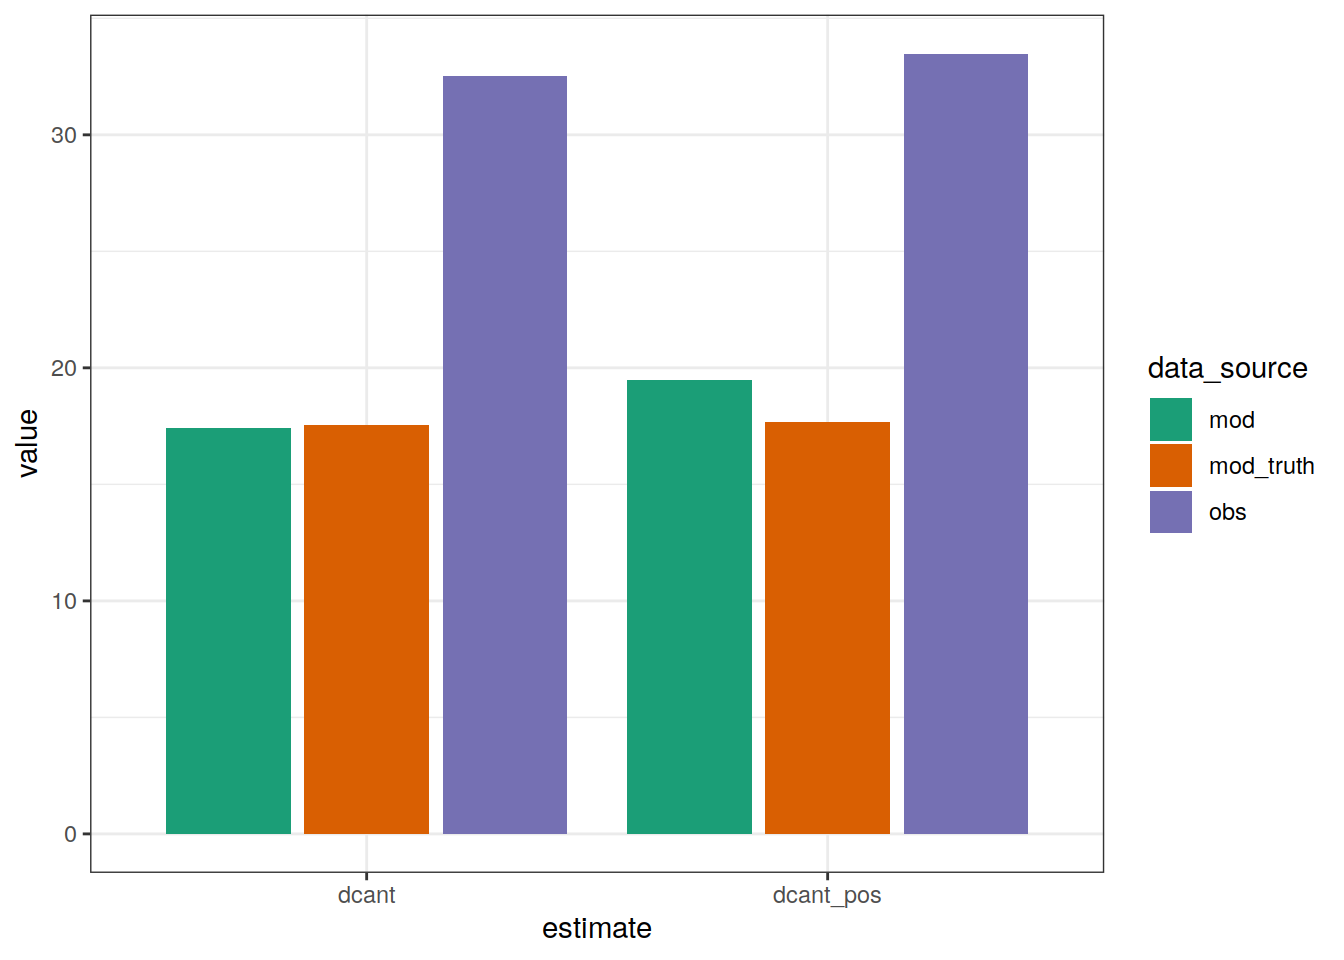 value
30
20
10
0
dcant
dcant_pos
estimate
data_source
mod
mod_truth
obs